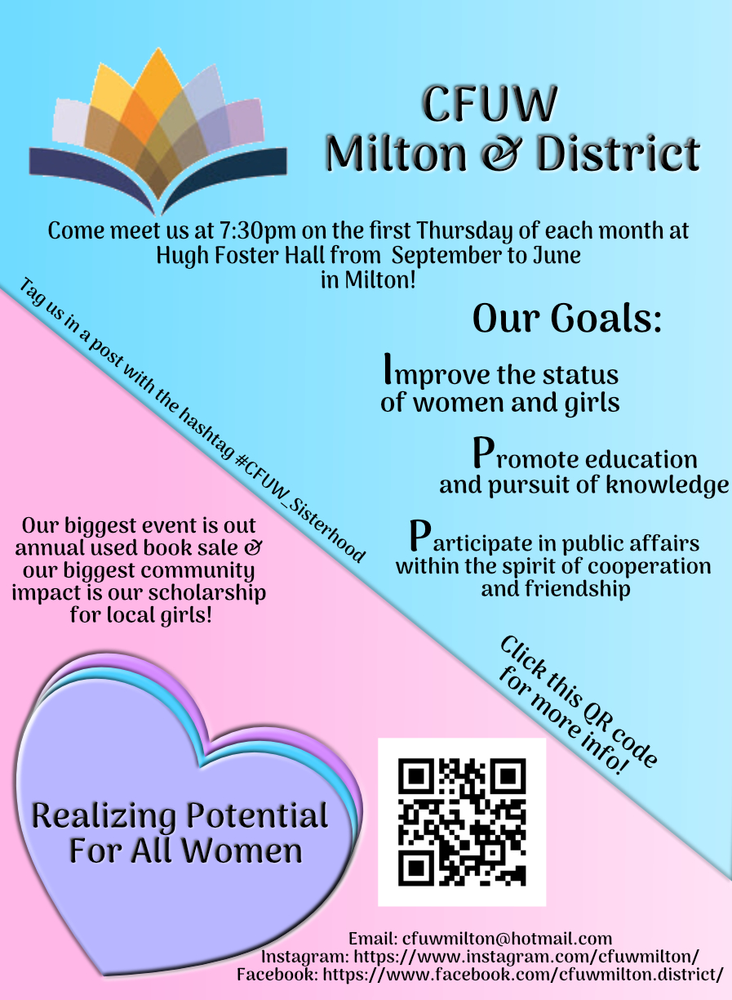 CFUW
Milton & District
Come meet us at 7:30pm on the first Thursday of each month at
Hugh Foster Hall from September to June
in Milton!
Tag us in a post with the hashtag #CFUW_Sisterhood
Our Goals:
Improve the status
of women and girls
Promote education
and pursuit of knowledge
Participate in public affairs
within the spirit of cooperation
and friendship
Our biggest event is out
annual used book sale &
our biggest community
impact is our scholarship
for local girls!
Click this QR code
for more info!
Realizing Potential
For All Women
Email: cfuwmilton@hotmail.com
Instagram: https://www.instagram.com/cfuwmilton/
Facebook: https://www.facebook.com/cfuwmilton.district/